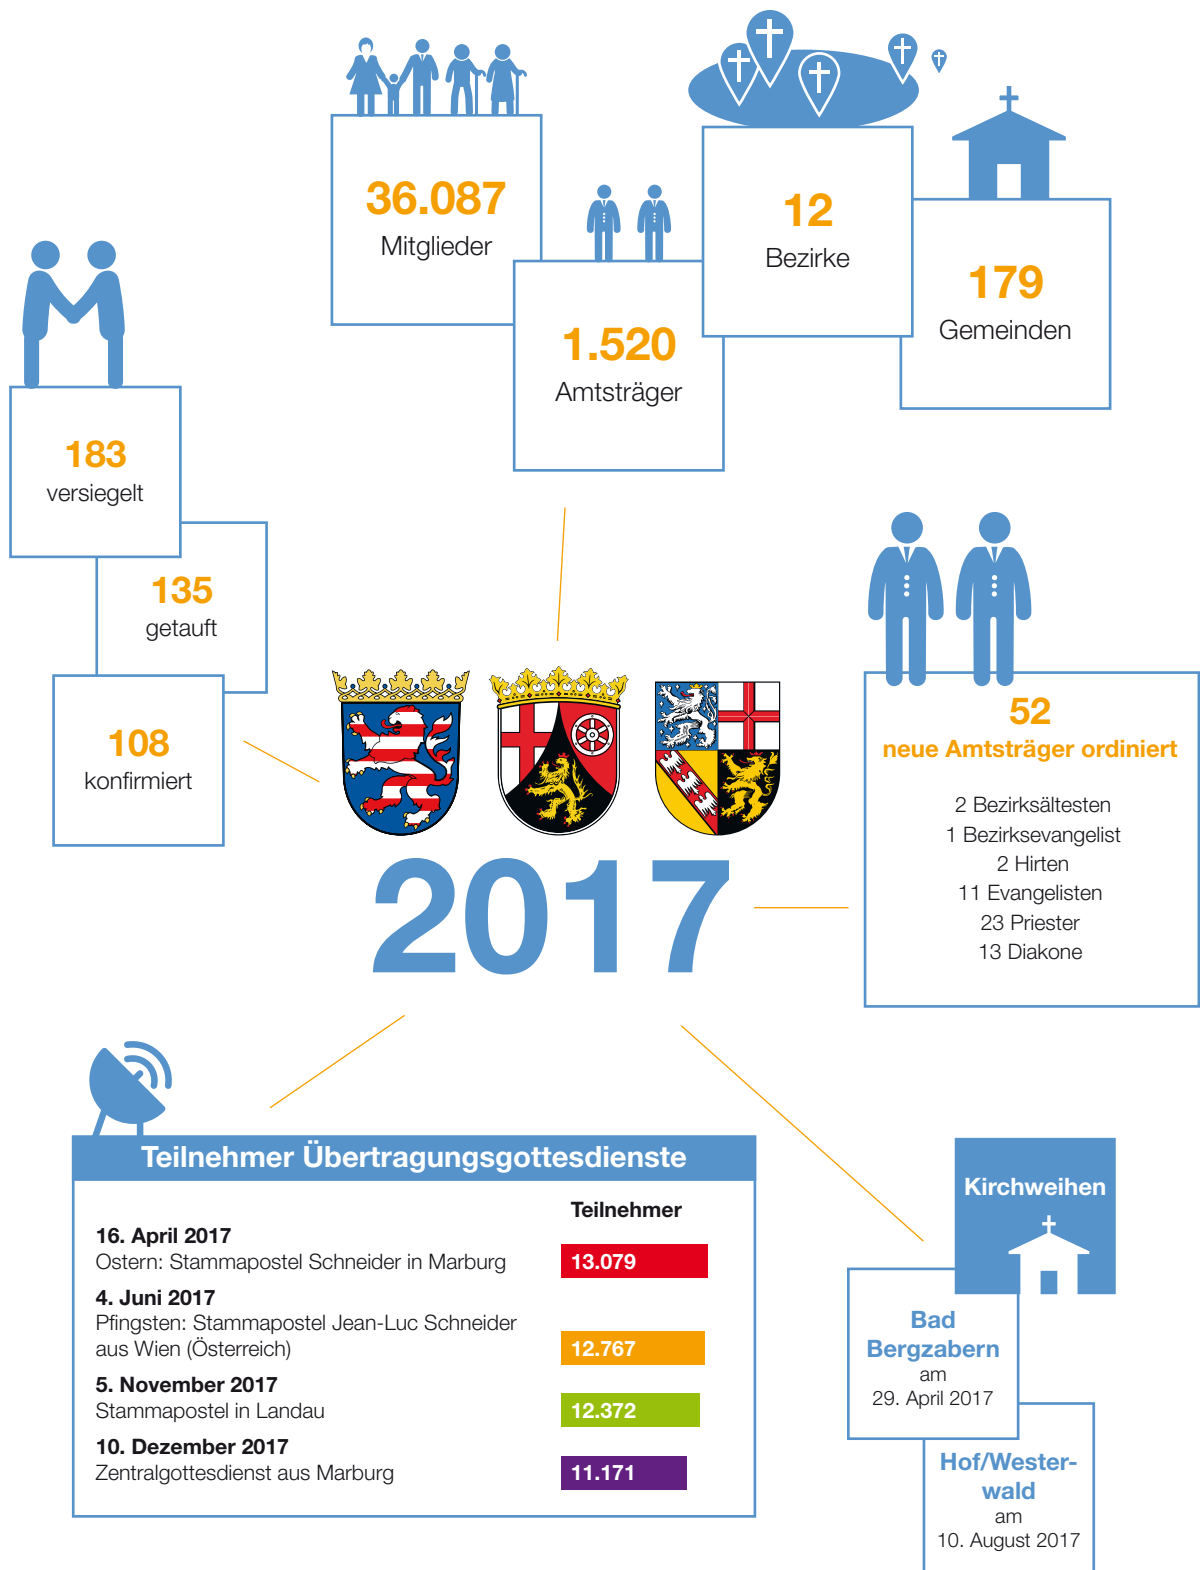 36.087
Mitglieder
1.520
Amtsträger
12
Bezirke
179
Gemeinden
183
versiegelt
135
getauft
108
konfirmiert
52
neue Amtsträger ordiniert
2 Bezirksältesten
1 Bezirksevangelist
2 Hirten
11 Evangelisten
23 Priester
13 Diakone
2017
Teilnehmer Übertragungsgottesdienste
Teilnehmer
16. April 2017
Ostern: Stammapostel Schneider in Marburg
13.079
4. Juni 2017
Pfingsten: Stammapostel Jean-Luc Schneider
aus Wien (Österreich)
12.767
5. November 2017
Stammapostel in Landau
12.372
10. Dezember 2017
Zentralgottesdienst aus Marburg
11.171
Kirchweihen
Bad
Bergzabern
am
29. April 2017
Hof/Wester-
wald
am
10. August 2017